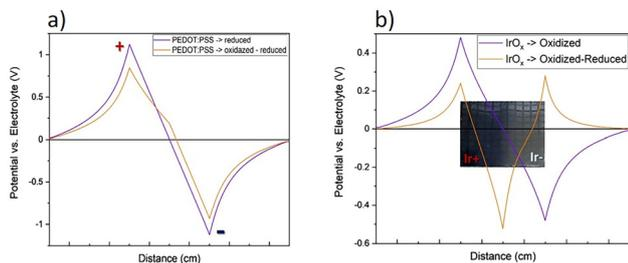 a)
PEDOT:PSS -> reduced
PEDOT:PSS -> oxidazed - reduced
+
-
Potential vs. Electrolyte (V)
1
0.5
0
-0.5
-1
Distance (cm)
b)
IrOx -> Oxidized
IrOx -> Oxidized-Reduced
Ir+
Ir-
Potential vs. Electrolyte (V)
0.4
0.2
0
-0.2
-0.4
-0.6
Distance (cm)